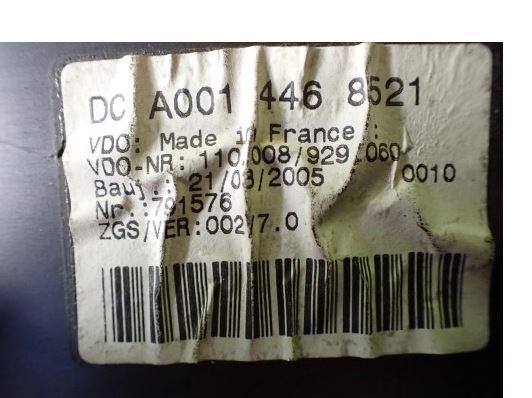 DC A001 446 8521
VDO: Made in France :
VDO-NR: 110.008/929.060
Bauj.: 21/03/2005 0010
Nr.:791576
ZGS/VER:002/7.0